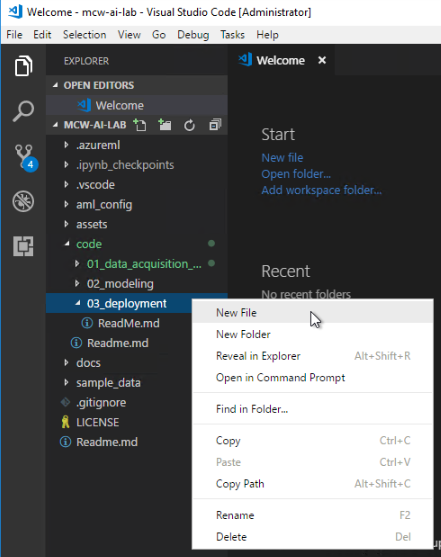 Welcome - mcw-ai-lab - Visual Studio Code [Administrator]
File Edit Selection View Go Debug Tasks Help
EXPLORER
OPEN EDITORS
Welcome
MCW-AI-LAB
.azureml
.ipynb_checkpoints
.vscode
aml_config
assets
code
01_data_acquisition_...
02_modeling
03_deployment
ReadMe.md
Readme.md
docs
sample_data
.gitignore
LICENSE
Readme.md
4
Welcome
Start
New file
Open folder...
Add workspace folder...
Recent
No recent folders
New File
New Folder
Reveal in Explorer Alt+Shift+R
Open in Command Prompt
Find in Folder...
Copy Ctrl+C
Paste Ctrl+V
Copy Path Alt+Shift+C
Rename F2
Delete Del